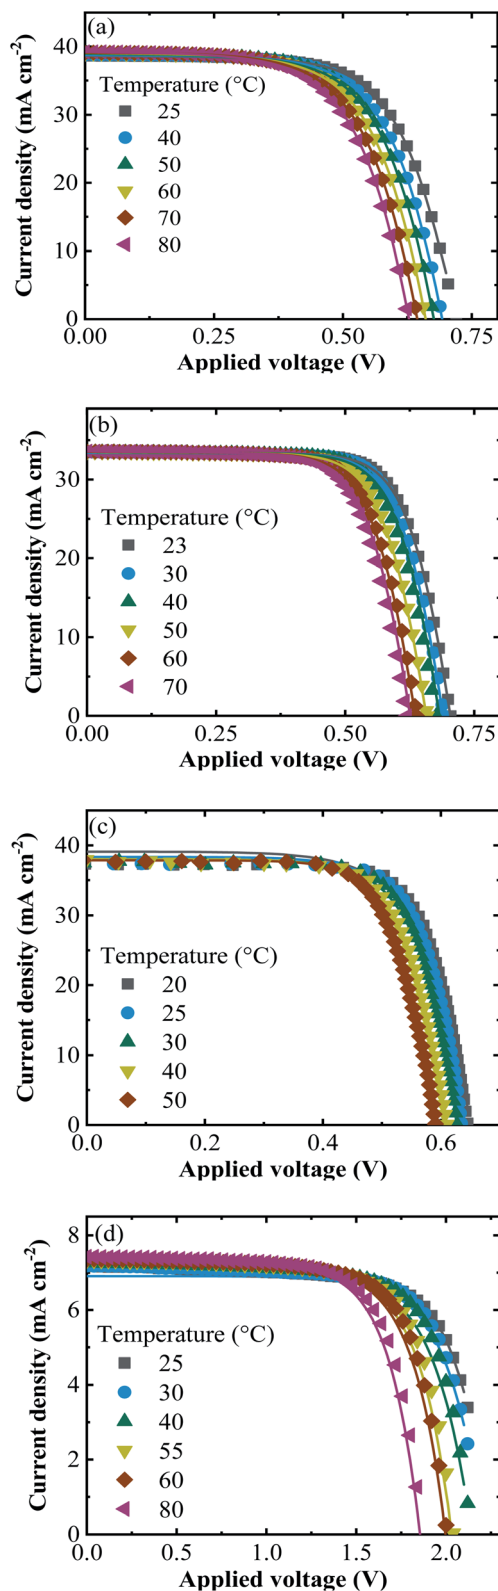 (a)
Temperature (°C)
25
40
50
60
70
80
40
30
20
10
0
0.00 0.25 0.50 0.75
Current density (mA cm⁻²)
Applied voltage (V)
(b)
Temperature (°C)
23
30
40
50
60
70
30
20
10
0
0.00 0.25 0.50 0.75
Current density (mA cm⁻²)
Applied voltage (V)
(c)
Temperature (°C)
20
25
30
40
50
40
30
20
10
0
0.0 0.2 0.4 0.6
Current density (mA cm⁻²)
Applied voltage (V)
(d)
Temperature (°C)
25
30
40
55
60
80
8
6
4
2
0
0.0 0.5 1.0 1.5 2.0
Current density (mA cm⁻²)
Applied voltage (V)